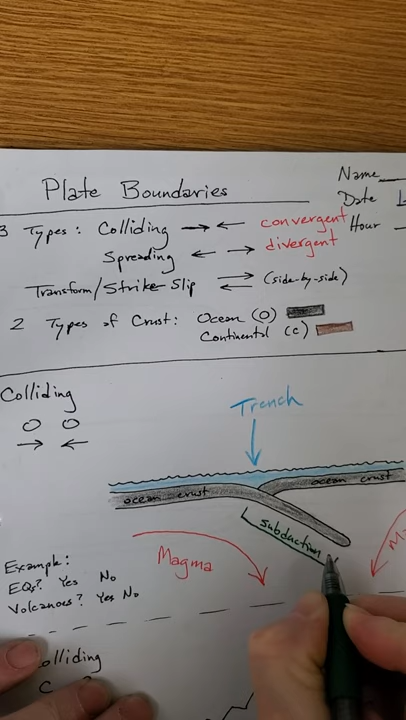 Name
Plate Boundaries
Date
3 Types: Colliding → ← convergent
Hour
Spreading ← → divergent
Transform/Strike-Slip (side-by-side)
2 Types of Crust: Ocean (O)
Continental (C)
Colliding
O O
→ ←
Trench
ocean crust
ocean crust
subduction
Magma
Example:
EQs? Yes No
Volcanoes? Yes No
Colliding
C